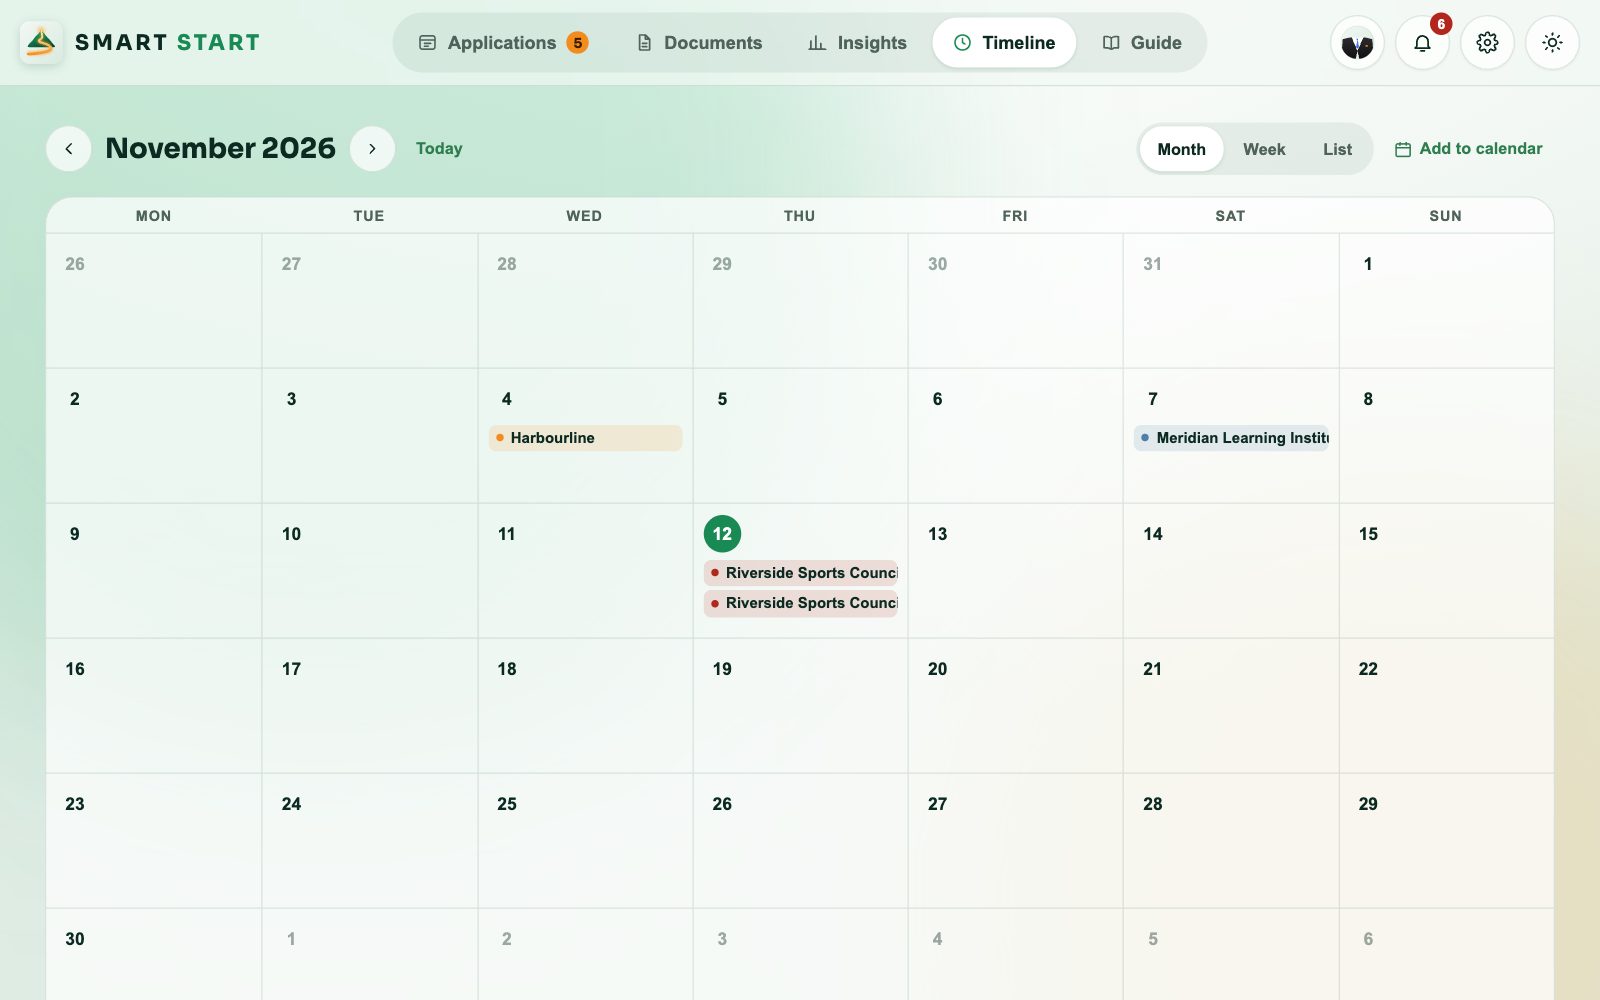 SMART START
Applications 5
Documents
Insights
Timeline
Guide
6
November 2026
Today
Month
Week
List
Add to calendar
MON TUE WED THU FRI SAT SUN
26 27 28 29 30 31 1
2 3 4 5 6 7 8
Harbourline
Meridian Learning
9 10 11 12 13 14 15
Riverside Sports
Riverside Sports
16 17 18 19 20 21 22
23 24 25 26 27 28 29
30 1 2 3 4 5 6